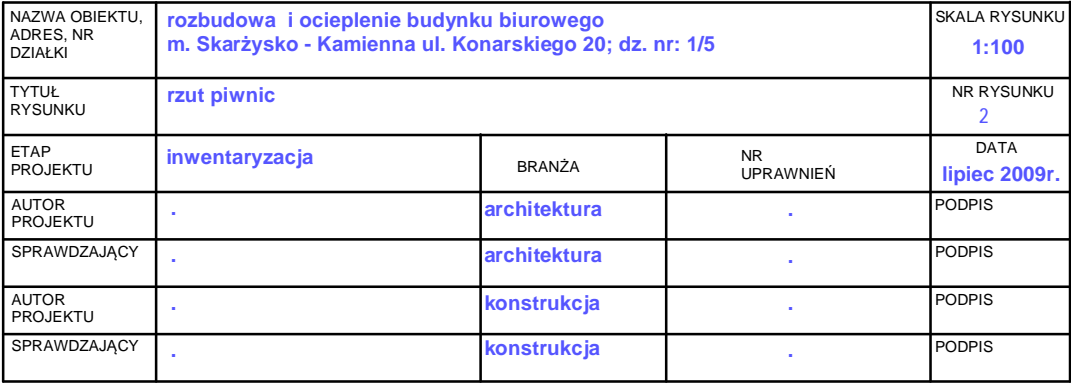 NAZWA OBIEKTU, ADRES, NR DZIAŁKI
rozbudowa i ocieplenie budynku biurowego
m. Skarżysko - Kamienna ul. Konarskiego 20; dz. nr: 1/5
SKALA RYSUNKU
1:100
TYTUŁ RYSUNKU
rzut piwnic
NR RYSUNKU
2
ETAP PROJEKTU
inwentaryzacja
BRANŻA
NR UPRAWNIEŃ
DATA
lipiec 2009r.
AUTOR PROJEKTU
.
architektura
.
PODPIS
SPRAWDZAJĄCY
.
architektura
.
PODPIS
AUTOR PROJEKTU
.
konstrukcja
.
PODPIS
SPRAWDZAJĄCY
.
konstrukcja
.
PODPIS